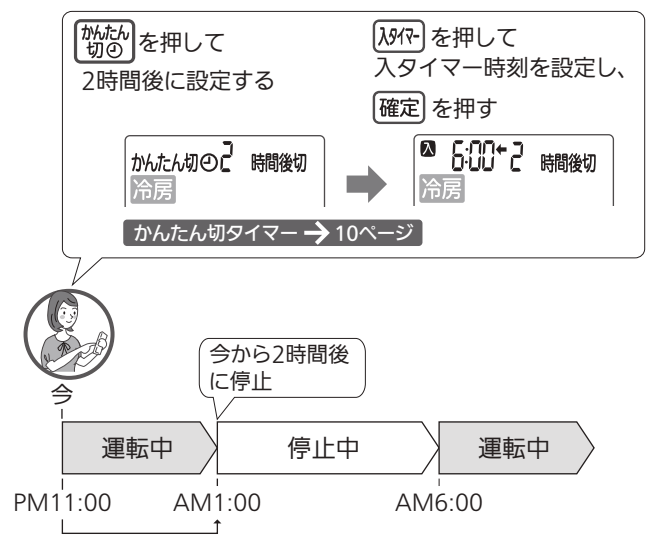 かんたん
切 を押して
2時間後に設定する
入タイマー を押して
入タイマー時刻を設定し、
確定 を押す
かんたん切 2 時間後切
冷房
入 6:00 ← 2 時間後切
冷房
かんたん切タイマー → 10ページ
今から2時間後
に停止
今
運転中 停止中 運転中
PM11:00 AM1:00 AM6:00